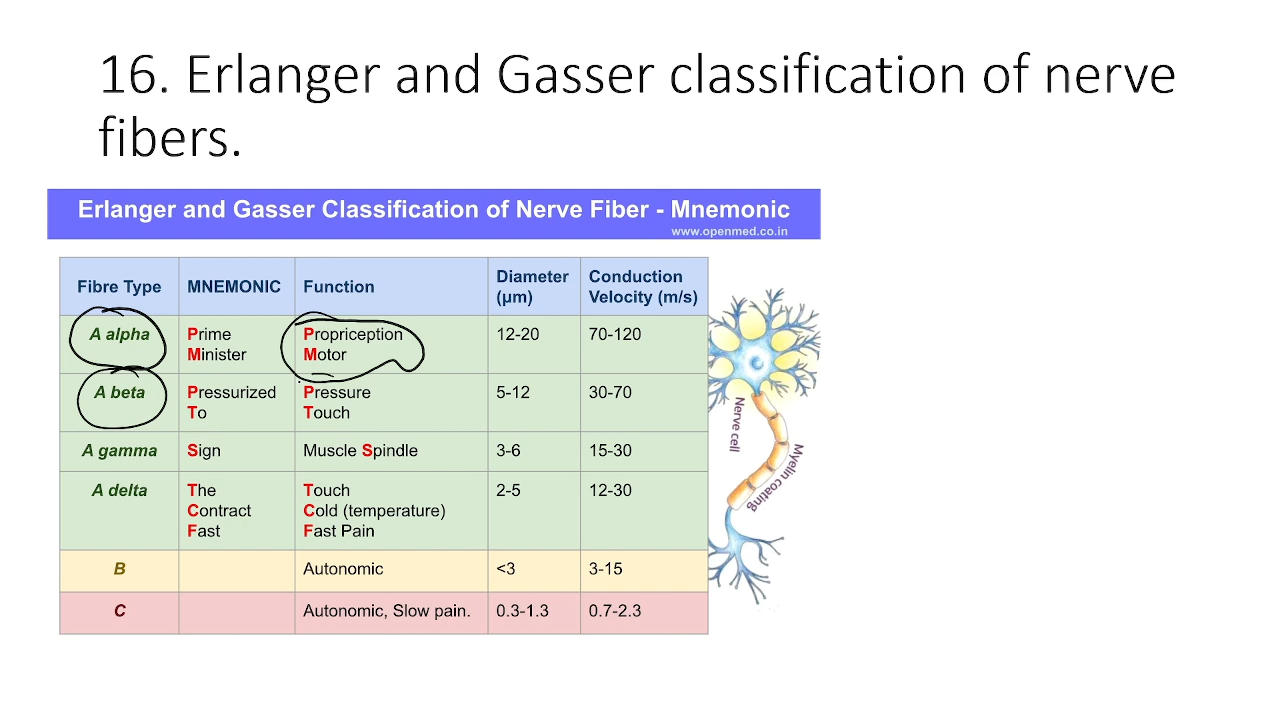 16. Erlanger and Gasser classification of nerve
fibers.
Erlanger and Gasser Classification of Nerve Fiber - Mnemonic
www.openmed.co.in
Fibre Type MNEMONIC Function Diameter (µm) Conduction Velocity (m/s)
A alpha Prime Propriception 12-20 70-120
Minister Motor
A beta Pressurized Pressure 5-12 30-70
To Touch
A gamma Sign Muscle Spindle 3-6 15-30
A delta The Touch 2-5 12-30
Contract Cold (temperature)
Fast Fast Pain
B Autonomic <3 3-15
C Autonomic, Slow pain. 0.3-1.3 0.7-2.3
Nerve cell
Myelin coating